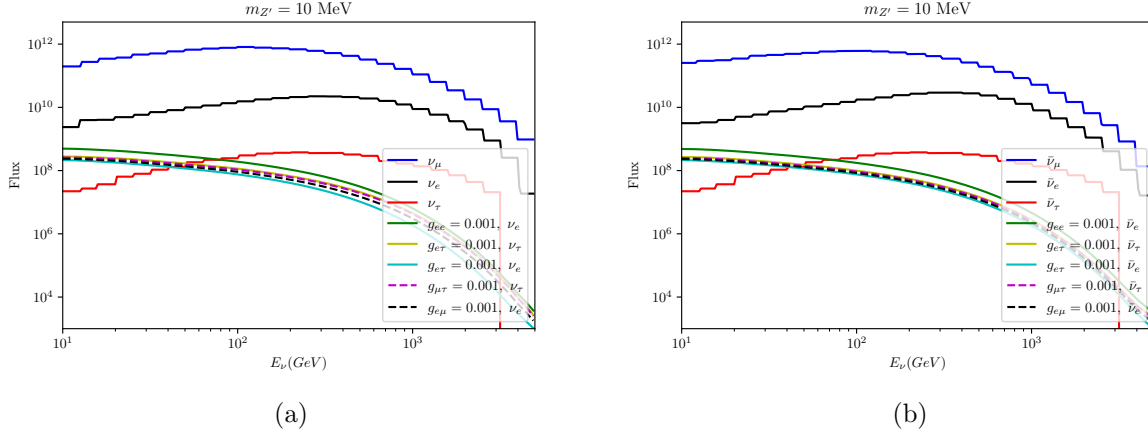 m_{Z'} = 10 MeV
10^{12}
10^{10}
10^{8}
10^{6}
10^{4}
Flux
10^{1}
10^{2}
10^{3}
E_ν(GeV)
ν_μ
ν_e
ν_τ
g_{ee} = 0.001, ν_e
g_{eτ} = 0.001, ν_τ
g_{eτ} = 0.001, ν_e
g_{μτ} = 0.001, ν_τ
g_{eμ} = 0.001, ν_e
(a)
m_{Z'} = 10 MeV
10^{12}
10^{10}
10^{8}
10^{6}
10^{4}
Flux
10^{1}
10^{2}
10^{3}
E_ν(GeV)
ν̄_μ
ν̄_e
ν̄_τ
g_{ee} = 0.001, ν̄_e
g_{eτ} = 0.001, ν̄_τ
g_{eτ} = 0.001, ν̄_e
g_{μτ} = 0.001, ν̄_τ
g_{eμ} = 0.001, ν̄_e
(b)